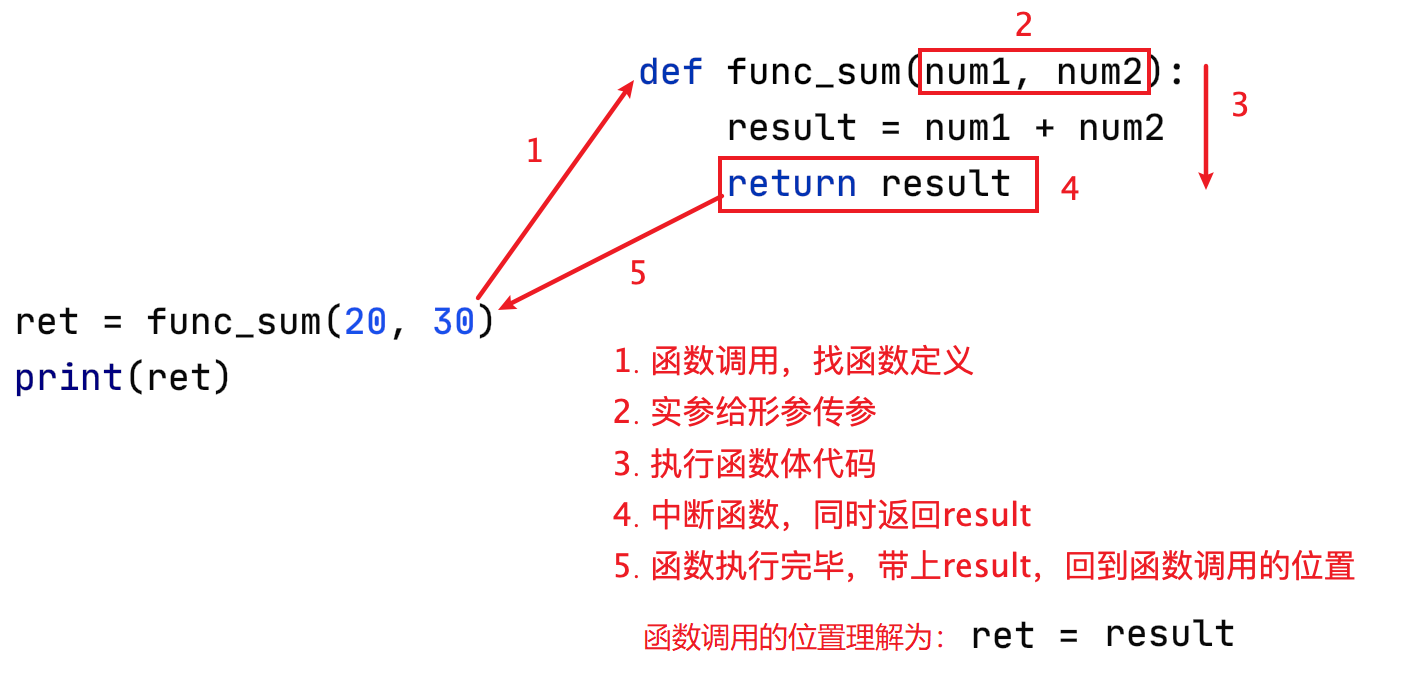 2
def func_sum(num1, num2):
3
result = num1 + num2
1
return result
4
5
ret = func_sum(20, 30)
print(ret)
1. 函数调用，找函数定义
2. 实参给形参传参
3. 执行函数体代码
4. 中断函数，同时返回result
5. 函数执行完毕，带上result，回到函数调用的位置
函数调用的位置理解为： ret = result